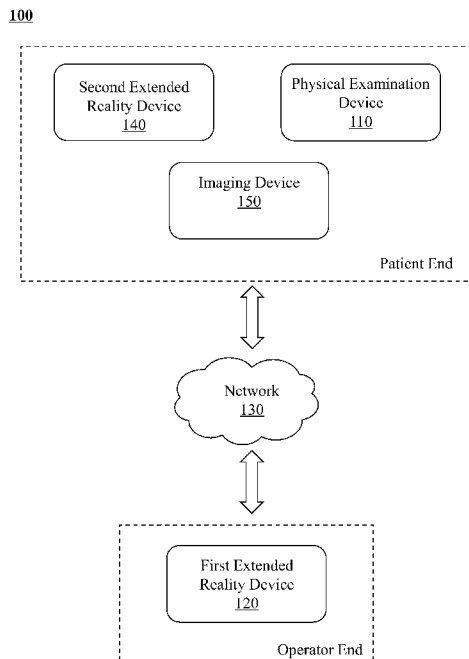 100
Second Extended
Reality Device
140
Physical Examination
Device
110
Imaging Device
150
Patient End
Network
130
First Extended
Reality Device
120
Operator End